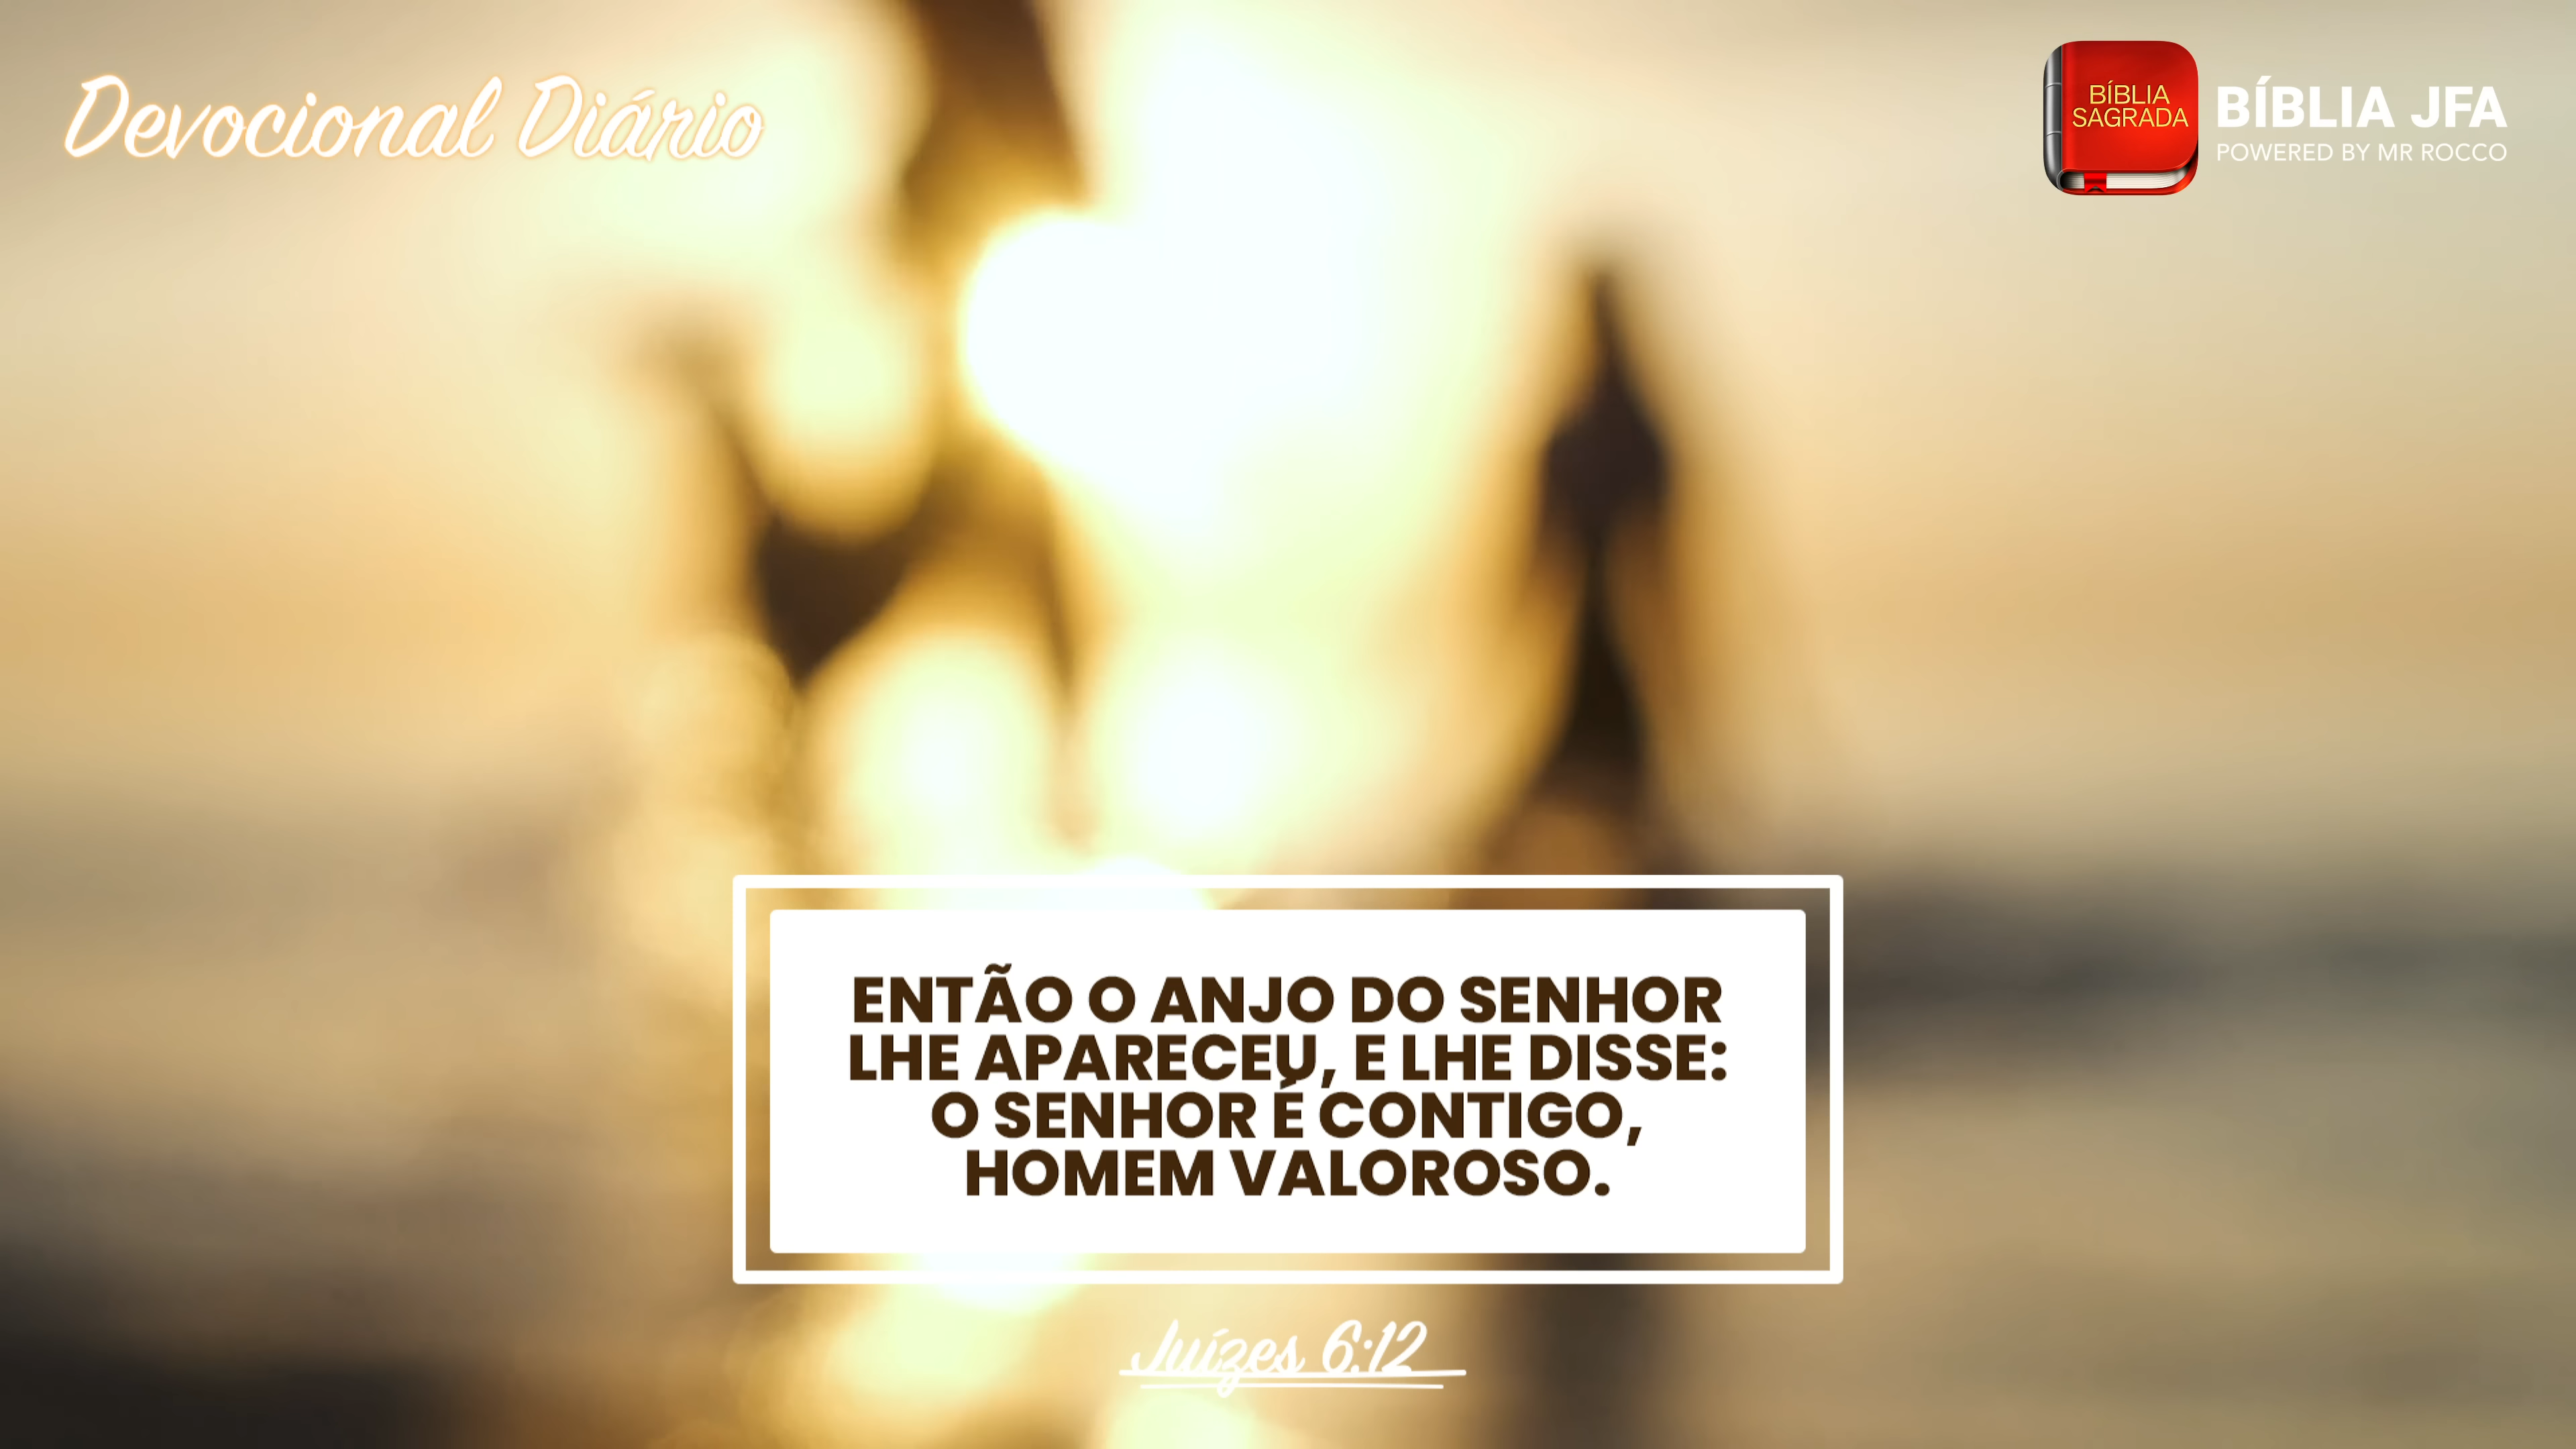 Devocional Diário
BÍBLIA
SAGRADA
BÍBLIA JFA
POWERED BY MR ROCCO
ENTÃO O ANJO DO SENHOR
LHE APARECEU, E LHE DISSE:
O SENHOR É CONTIGO,
HOMEM VALOROSO.
Juízes 6:12